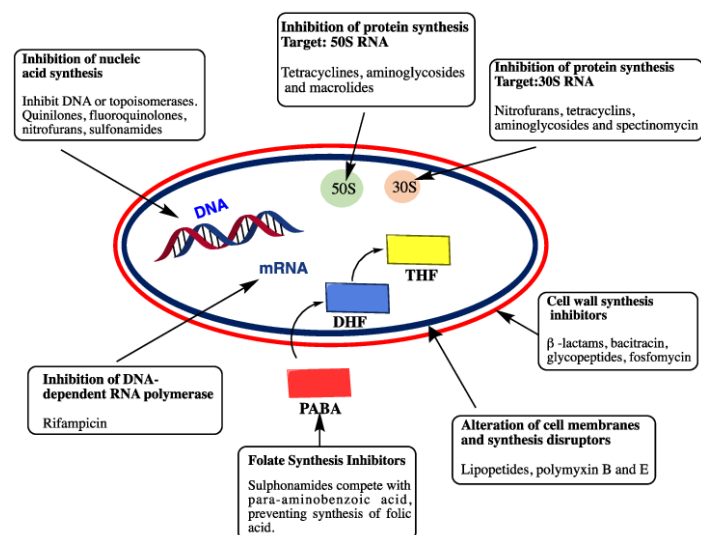 Inhibition of nucleic
acid synthesis
Inhibit DNA or topoisomerases.
Quinilones, fluoroquinolones,
nitrofurans, sulfonamides
Inhibition of protein synthesis
Target: 50S RNA
Tetracyclines, aminoglycosides
and macrolides
Inhibition of protein synthesis
Target:30S RNA
Nitrofurans, tetracyclins,
aminoglycosides and spectinomycin
50S
30S
DNA
mRNA
THF
DHF
PABA
Cell wall synthesis
inhibitors
β -lactams, bacitracin,
glycopeptides, fosfomycin
Inhibition of DNA-
dependent RNA polymerase
Rifampicin
Alteration of cell membranes
and synthesis disruptors
Lipopetides, polymyxin B and E
Folate Synthesis Inhibitors
Sulphonamides compete with
para-aminobenzoic acid,
preventing synthesis of folic
acid.